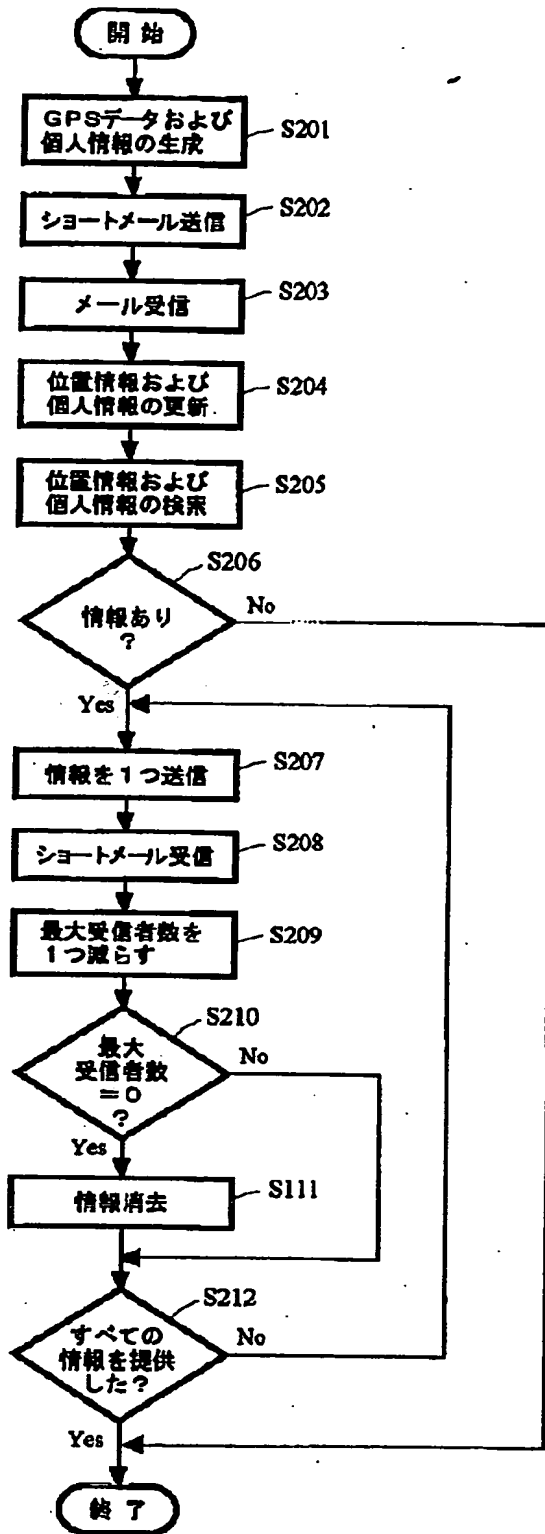 開始
GPSデータおよび
個人情報の生成
S201
ショートメール送信
S202
メール受信
S203
位置情報および
個人情報の更新
S204
位置情報および
個人情報の検索
S205
S206
情報あり
?
No
Yes
情報を1つ送信
S207
ショートメール受信
S208
最大受信者数を
1つ減らす
S209
S210
最大
受信者数
=0
?
No
Yes
情報消去
S111
S212
すべての
情報を提供
した?
No
Yes
終了